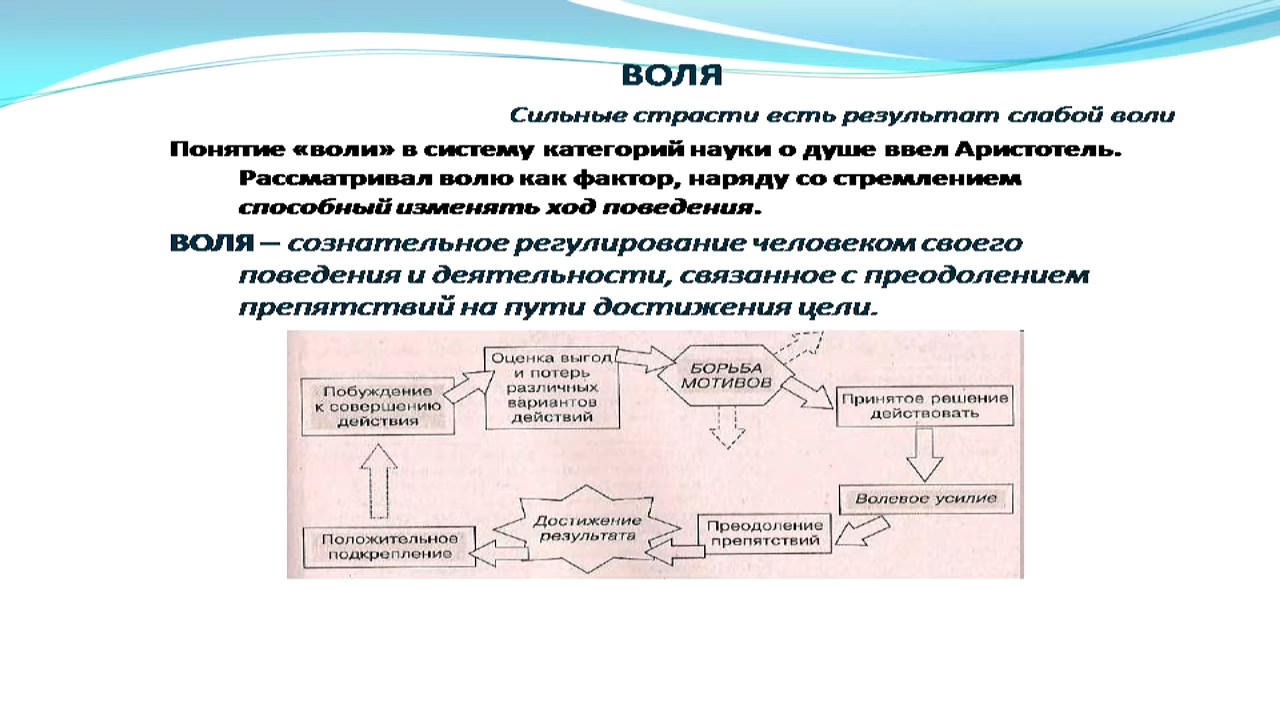 ВОЛЯ
Сильные страсти есть результат слабой воли
Понятие «воли» в систему категорий науки о душе ввел Аристотель.
Рассматривал волю как фактор, наряду со стремлением
способный изменять ход поведения.
ВОЛЯ – сознательное регулирование человеком своего
поведения и деятельности, связанное с преодолением
препятствий на пути достижения цели.
Побуждение
к совершению
действия
Оценка выгод
и потерь
различных
вариантов
действий
БОРЬБА
МОТИВОВ
Принятое решение
действовать
Волевое усилие
Преодоление
препятствий
Достижение
результата
Положительное
подкрепление